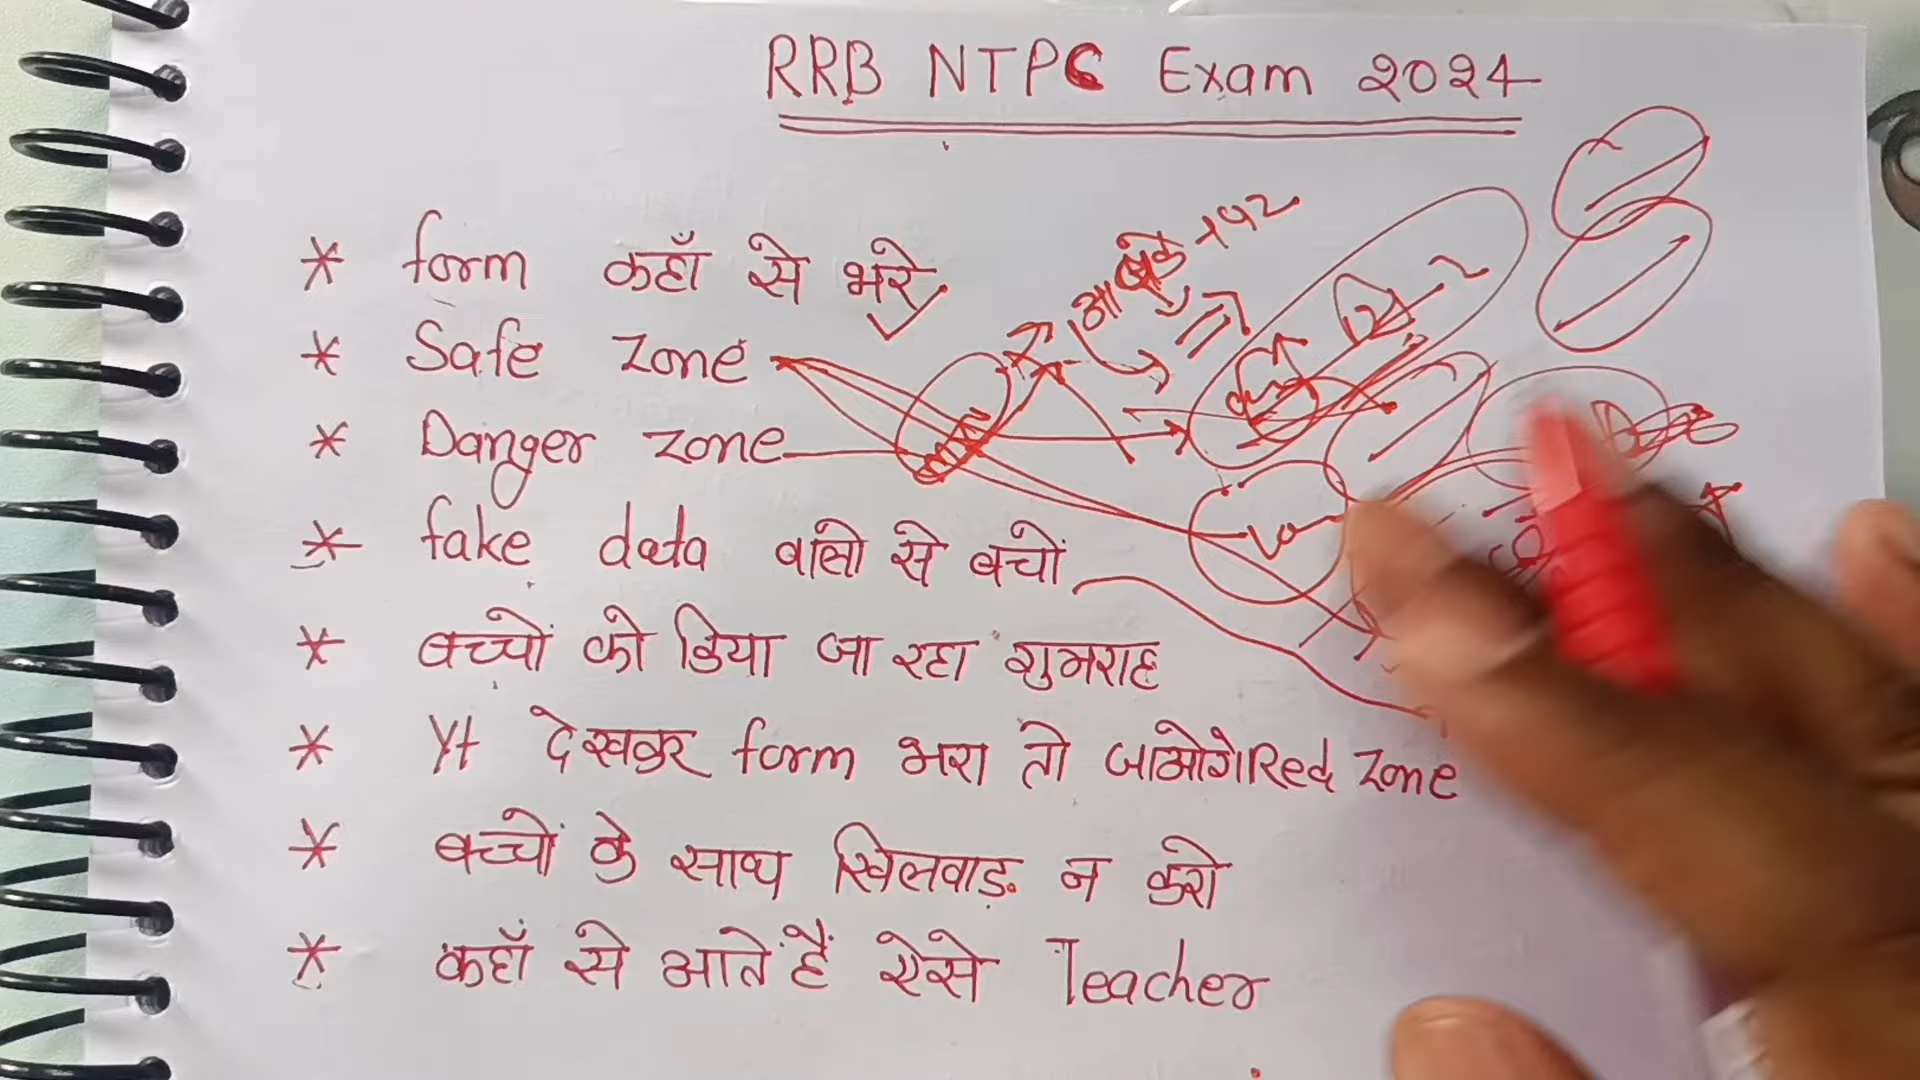 RRB NTPC Exam 2024
* form कहाँ से भरे
* Safe zone
* Danger zone
* fake data वालो से बचों
* बच्चों को किया जा रहा गुमराह
* Yt देखकर form भरा तो जाओगे Red zone
* बच्चों के साथ खिलवाड़ न करो
* कहाँ से आते हैं ऐसे Teacher